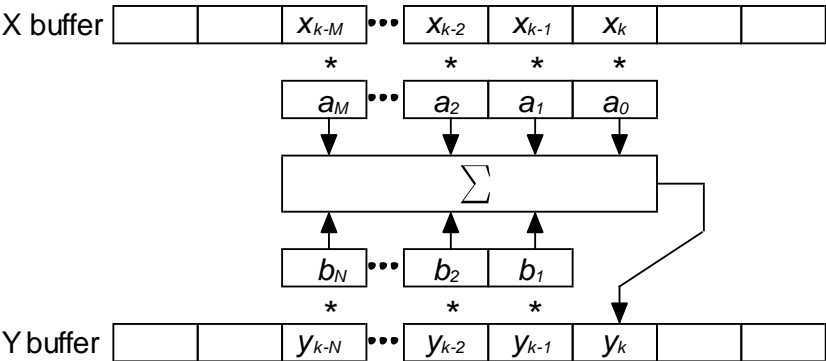 X buffer x_{k-M} ••• x_{k-2} x_{k-1} x_k
* * * *
a_M ••• a_2 a_1 a_0
∑
b_N ••• b_2 b_1
* * *
Y buffer y_{k-N} ••• y_{k-2} y_{k-1} y_k